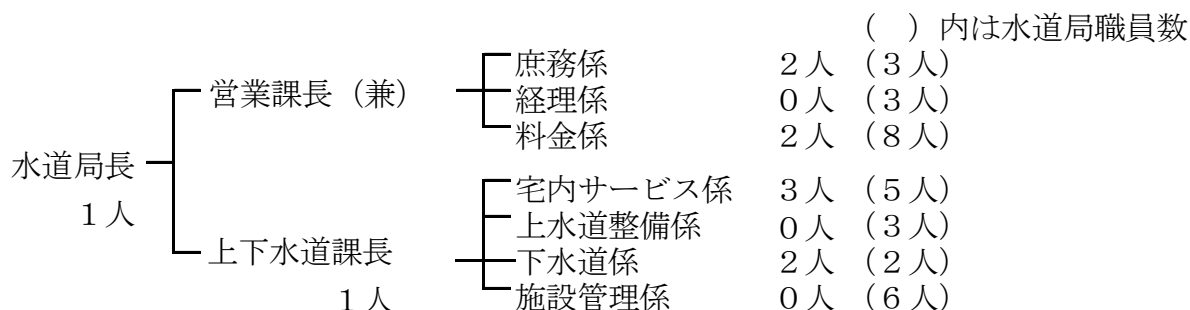 （　）内は水道局職員数
庶務係　２人（３人）
営業課長（兼）　経理係　０人（３人）
料金係　２人（８人）
水道局長
１人
宅内サービス係　３人（５人）
上水道整備係　０人（３人）
上下水道課長　下水道係　２人（２人）
１人　施設管理係　０人（６人）